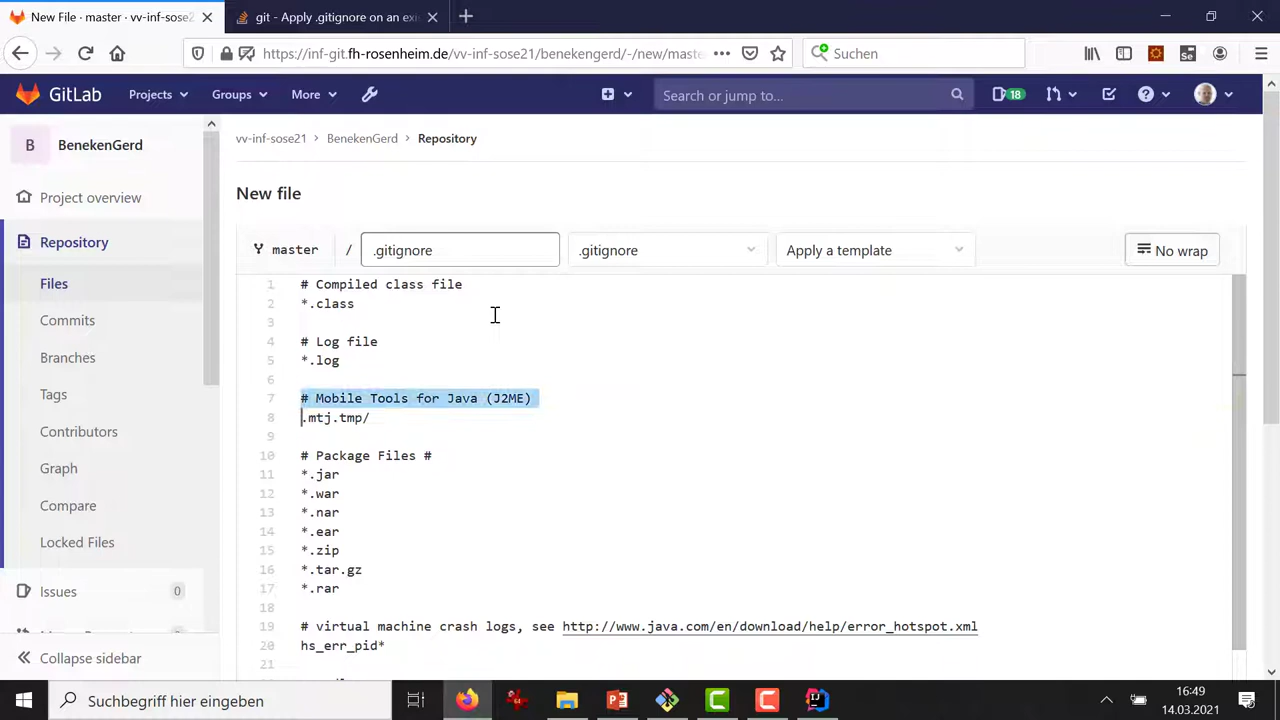 New File · master · vv-inf-sose2
git - Apply .gitignore on an exi
https://inf-git.fh-rosenheim.de/vv-inf-sose21/benekengerd/-/new/maste
Suchen
GitLab
Projects
Groups
More
Search or jump to...
18
B
BenekenGerd
Project overview
Repository
Files
Commits
Branches
Tags
Contributors
Graph
Compare
Locked Files
Issues
0
Collapse sidebar
vv-inf-sose21
BenekenGerd
Repository
New file
master
/
.gitignore
.gitignore
Apply a template
No wrap
1 # Compiled class file
2 *.class
3
4 # Log file
5 *.log
6
7 # Mobile Tools for Java (J2ME)
8 .mtj.tmp/
9
10 # Package Files #
11 *.jar
12 *.war
13 *.nar
14 *.ear
15 *.zip
16 *.tar.gz
17 *.rar
18
19 # virtual machine crash logs, see http://www.java.com/en/download/help/error_hotspot.xml
20 hs_err_pid*
21
Suchbegriff hier eingeben
16:49
14.03.2021